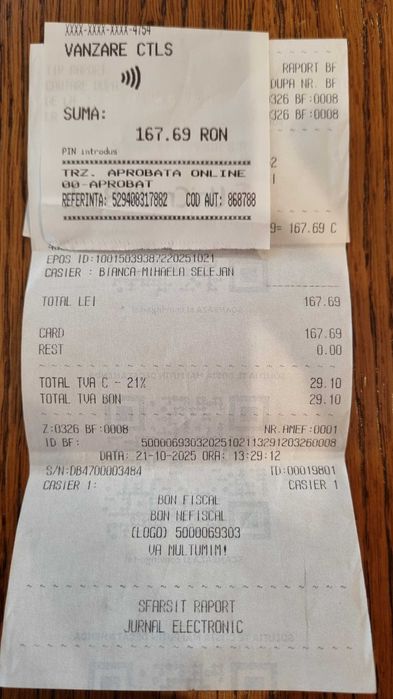 XXXX-XXXX-XXXX-4754
VANZARE CTLS
SUMA:
167.69 RON
PIN introdus
TRZ. APROBATA ONLINE
00-APROBAT
REFERINTA: 529408317882 COD AUT: 868788
RAPORT BF
DUPA NR. BF
0326 BF:0008
0326 BF:0008
2
9= 167.69 C
EPOS ID:10015039387220251021
CASIER : BIANCA-MIHAELA SELEJAN
TOTAL LEI 167.69
CARD 167.69
REST 0.00
TOTAL TVA C - 21% 29.10
TOTAL TVA BON 29.10
Z:0326 BF:0008 NR.AMEF:0001
ID BF: 50000693032025102113291203260008
DATA: 21-10-2025 ORA: 13:29:12
S/N:DB4700003484 TD:00019801
CASIER 1: CASIER 1
BON FISCAL
BON NEFISCAL
(LOGO) 5000069303
VA MULTUMIM!
SFARSIT RAPORT
JURNAL ELECTRONIC